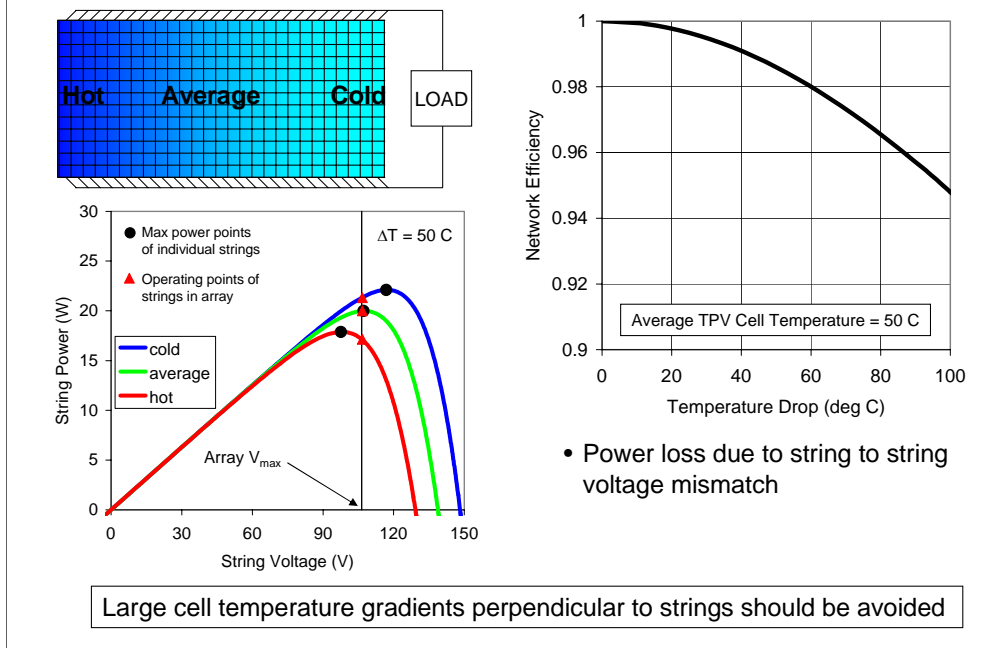 Hot Average Cold
LOAD
30
25
20
15
10
5
0
0 30 60 90 120 150
String Power (W)
String Voltage (V)
● Max power points
of individual strings
▲ Operating points of
strings in array
ΔT = 50 C
cold
average
hot
Array Vmax
1
0.98
0.96
0.94
0.92
0.9
0 20 40 60 80 100
Network Efficiency
Average TPV Cell Temperature = 50 C
Temperature Drop (deg C)
• Power loss due to string to string
voltage mismatch
Large cell temperature gradients perpendicular to strings should be avoided